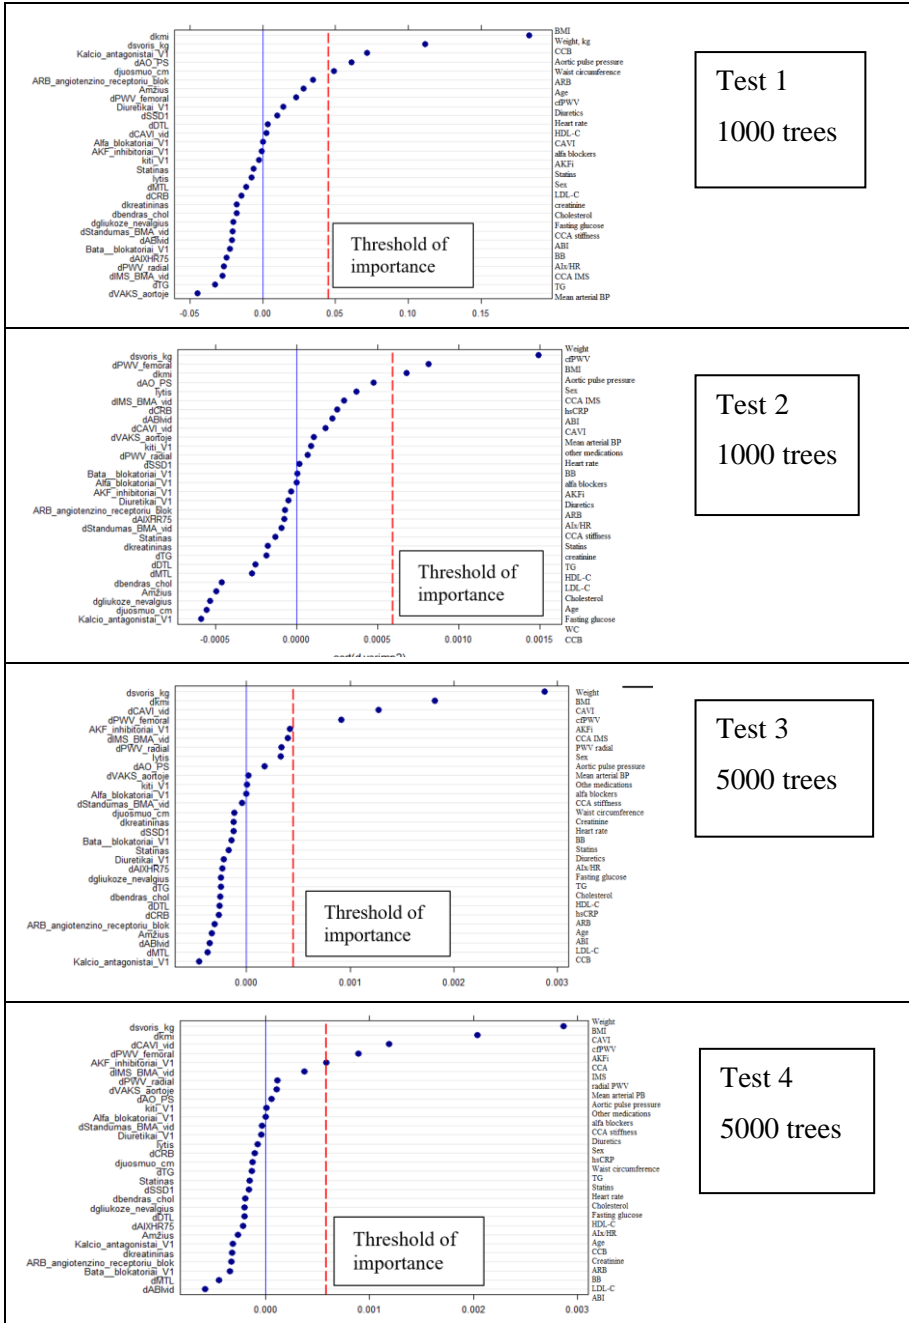 dkmi
dsvoris_kg
Kalcio_antagonistai_V1
dAO_PS
djuosmuo_cm
ARB_angiotenzino_receptoriu_blok
Amžius
dPWV_femoral
Diuretikai_V1
dSSD1
dDTL
dCAVI_vid
Alfa_blokatoriai_V1
AKF_inhibitoriai_V1
kiti_V1
Statinas
lytis
dMTL
dCRB
dkreatininas
dbendras_chol
dgliukoze_nevalgius
dStandumas_BMA_vid
dABIvid
Bata__blokatoriai_V1
dAIXHR75
dPWV_radial
dIMS_BMA_vid
dTG
dVAKS_aortoje
-0.05 0.00 0.05 0.10 0.15
Threshold of
importance
BMI
Weight, kg
CCB
Aortic pulse pressure
Waist circumference
ARB
Age
cfPWV
Diuretics
Heart rate
HDL-C
CAVI
alfa blockers
AKFi
Statins
Sex
LDL-C
creatinine
Cholesterol
Fasting glucose
CCA stiffness
ABI
BB
AIx/HR
CCA IMS
TG
Mean arterial BP
Test 1
1000 trees
dsvoris_kg
dPWV_femoral
dkmi
dAO_PS
lytis
dIMS_BMA_vid
dCRB
dABIvid
dCAVI_vid
dVAKS_aortoje
kiti_V1
dPWV_radial
dSSD1
Bata__blokatoriai_V1
Alfa_blokatoriai_V1
AKF_inhibitoriai_V1
Diuretikai_V1
ARB_angiotenzino_receptoriu_blok
dAIXHR75
dStandumas_BMA_vid
Statinas
dkreatininas
dTG
dDTL
dMTL
dbendras_chol
Amžius
dgliukoze_nevalgius
djuosmuo_cm
Kalcio_antagonistai_V1
-0.0005 0.0000 0.0005 0.0010 0.0015
Threshold of
importance
Weight
cfPWV
BMI
Aortic pulse pressure
Sex
CCA IMS
hsCRP
ABI
CAVI
Mean arterial BP
other medications
Heart rate
BB
alfa blockers
AKFi
Diuretics
ARB
AIx/HR
CCA stiffness
Statins
creatinine
TG
HDL-C
LDL-C
Cholesterol
Age
Fasting glucose
WC
CCB
Test 2
1000 trees
dsvoris_kg
dkmi
dCAVI_vid
dPWV_femoral
AKF_inhibitoriai_V1
dIMS_BMA_vid
dPWV_radial
lytis
dAO_PS
dVAKS_aortoje
kiti_V1
Alfa_blokatoriai_V1
dStandumas_BMA_vid
djuosmuo_cm
dkreatininas
dSSD1
Bata__blokatoriai_V1
Statinas
Diuretikai_V1
dAIXHR75
dgliukoze_nevalgius
dTG
dbendras_chol
dDTL
dCRB
ARB_angiotenzino_receptoriu_blok
Amžius
dABIvid
dMTL
Kalcio_antagonistai_V1
0.000 0.001 0.002 0.003
Threshold of
importance
Weight
BMI
CAVI
cfPWV
AKFi
CCA IMS
PWV radial
Sex
Aortic pulse pressure
Mean arterial BP
Othe medications
alfa blockers
CCA stiffness
Waist circumference
Creatinine
Heart rate
BB
Statins
Diuretics
AIx/HR
Fasting glucose
TG
Cholesterol
HDL-C
hsCRP
ARB
Age
ABI
LDL-C
CCB
Test 3
5000 trees
dsvoris_kg
dkmi
dCAVI_vid
dPWV_femoral
AKF_inhibitoriai_V1
dIMS_BMA_vid
dPWV_radial
dVAKS_aortoje
dAO_PS
kiti_V1
Alfa_blokatoriai_V1
dStandumas_BMA_vid
Diuretikai_V1
lytis
dCRB
djuosmuo_cm
dTG
Statinas
dSSD1
dbendras_chol
dgliukoze_nevalgius
dDTL
dAIXHR75
Amžius
Kalcio_antagonistai_V1
dkreatininas
ARB_angiotenzino_receptoriu_blok
Bata__blokatoriai_V1
dMTL
dABIvid
0.000 0.001 0.002 0.003
Threshold of
importance
Weight
BMI
CAVI
cfPWV
AKFi
CCA
IMS
radial PWV
Mean arterial PB
Aortic pulse pressure
Other medications
alfa blockers
CCA stiffness
Diuretics
Sex
hsCRP
Waist circumference
TG
Statins
Heart rate
Cholesterol
Fasting glucose
HDL-C
AIx/HR
Age
CCB
Creatinine
ARB
BB
LDL-C
ABI
Test 4
5000 trees